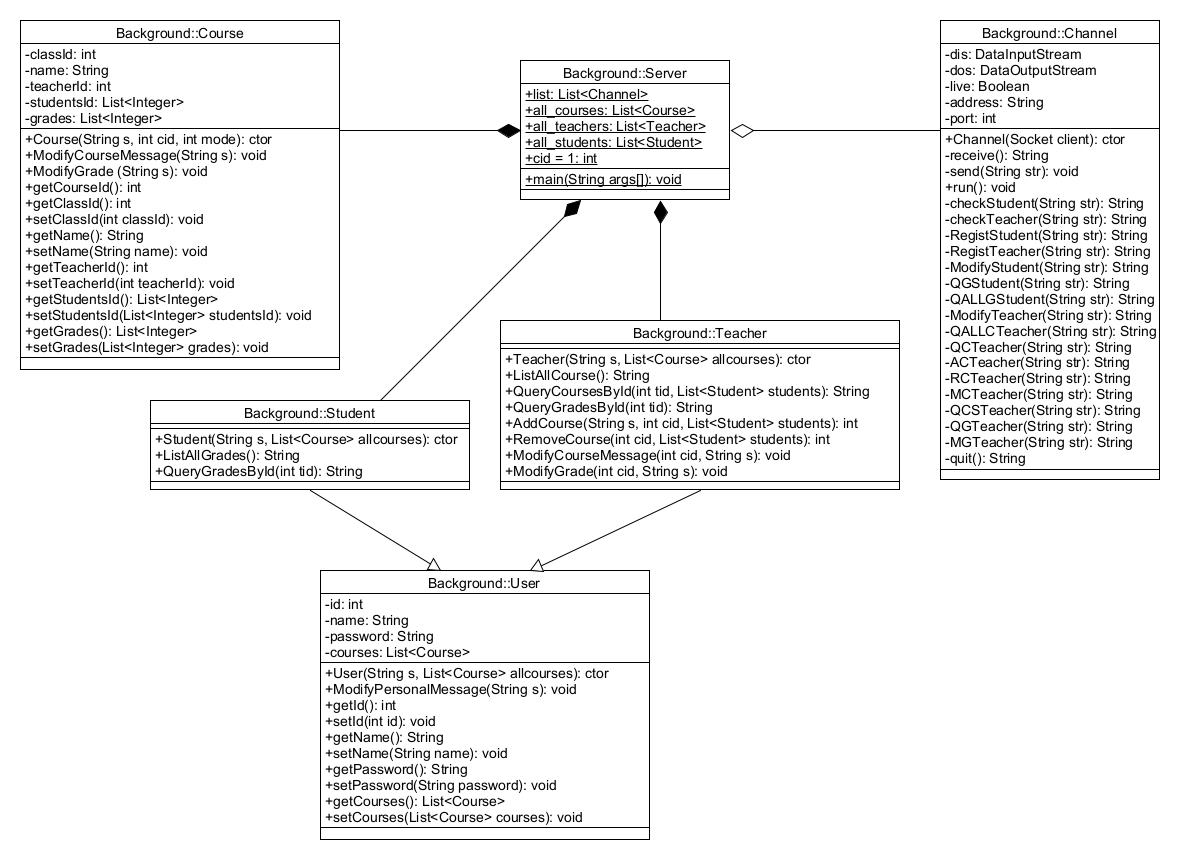 Background::Course
-classId: int
-name: String
-teacherId: int
-studentsId: List<Integer>
-grades: List<Integer>
+Course(String s, int cid, int mode): ctor
+ModifyCourseMessage(String s): void
+ModifyGrade (String s): void
+getCourseId(): int
+getClassId(): int
+setClassId(int classId): void
+getName(): String
+setName(String name): void
+getTeacherId(): int
+setTeacherId(int teacherId): void
+getStudentsId(): List<Integer>
+setStudentsId(List<Integer> studentsId): void
+getGrades(): List<Integer>
+setGrades(List<Integer> grades): void
Background::Server
+list: List<Channel>
+all_courses: List<Course>
+all_teachers: List<Teacher>
+all_students: List<Student>
+cid = 1: int
+main(String args[]): void
Background::Channel
-dis: DataInputStream
-dos: DataOutputStream
-live: Boolean
-address: String
-port: int
+Channel(Socket client): ctor
-receive(): String
-send(String str): void
+run(): void
-checkStudent(String str): String
-checkTeacher(String str): String
-RegistStudent(String str): String
-RegistTeacher(String str): String
-ModifyStudent(String str): String
-QGStudent(String str): String
-QALLGStudent(String str): String
-ModifyTeacher(String str): String
-QALLCTeacher(String str): String
-QCTeacher(String str): String
-ACTeacher(String str): String
-RCTeacher(String str): String
-MCTeacher(String str): String
-QCSTeacher(String str): String
-QGTeacher(String str): String
-MGTeacher(String str): String
-quit(): String
Background::Student
+Student(String s, List<Course> allcourses): ctor
+ListAllGrades(): String
+QueryGradesById(int tid): String
Background::Teacher
+Teacher(String s, List<Course> allcourses): ctor
+ListAllCourse(): String
+QueryCoursesById(int tid, List<Student> students): String
+QueryGradesById(int tid): String
+AddCourse(String s, int cid, List<Student> students): int
+RemoveCourse(int cid, List<Student> students): int
+ModifyCourseMessage(int cid, String s): void
+ModifyGrade(int cid, String s): void
Background::User
-id: int
-name: String
-password: String
-courses: List<Course>
+User(String s, List<Course> allcourses): ctor
+ModifyPersonalMessage(String s): void
+getId(): int
+setId(int id): void
+getName(): String
+setName(String name): void
+getPassword(): String
+setPassword(String password): void
+getCourses(): List<Course>
+setCourses(List<Course> courses): void